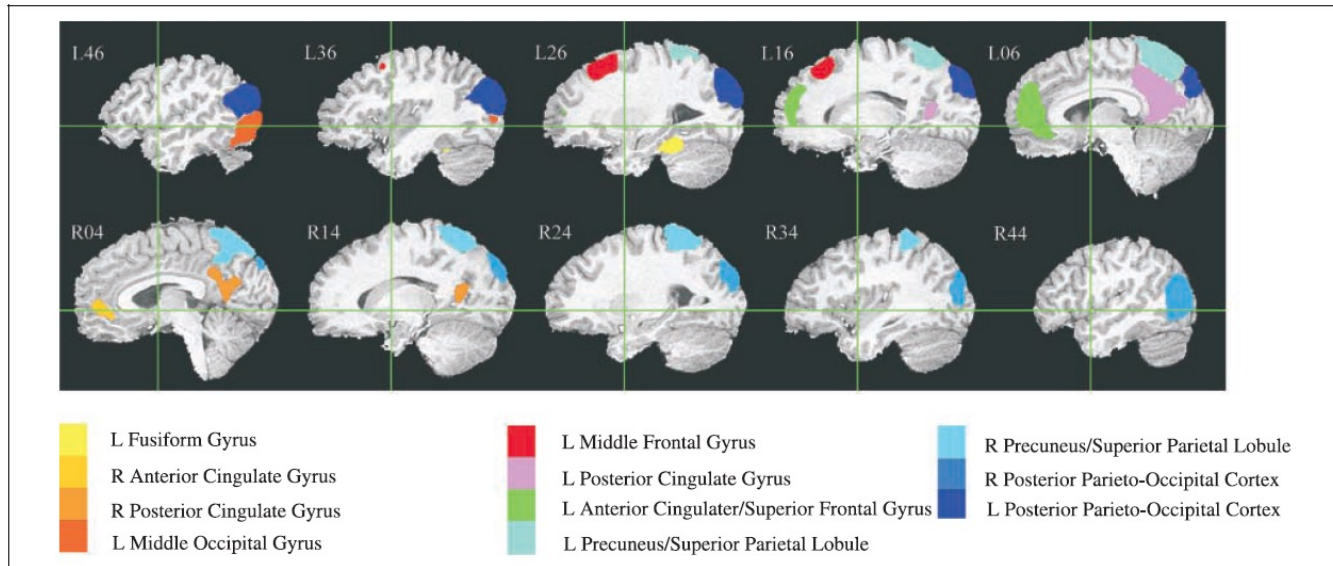 L46
L36
L26
L16
L06
R04
R14
R24
R34
R44
L Fusiform Gyrus
R Anterior Cingulate Gyrus
R Posterior Cingulate Gyrus
L Middle Occipital Gyrus
L Middle Frontal Gyrus
L Posterior Cingulate Gyrus
L Anterior Cingulater/Superior Frontal Gyrus
L Precuneus/Superior Parietal Lobule
R Precuneus/Superior Parietal Lobule
R Posterior Parieto-Occipital Cortex
L Posterior Parieto-Occipital Cortex